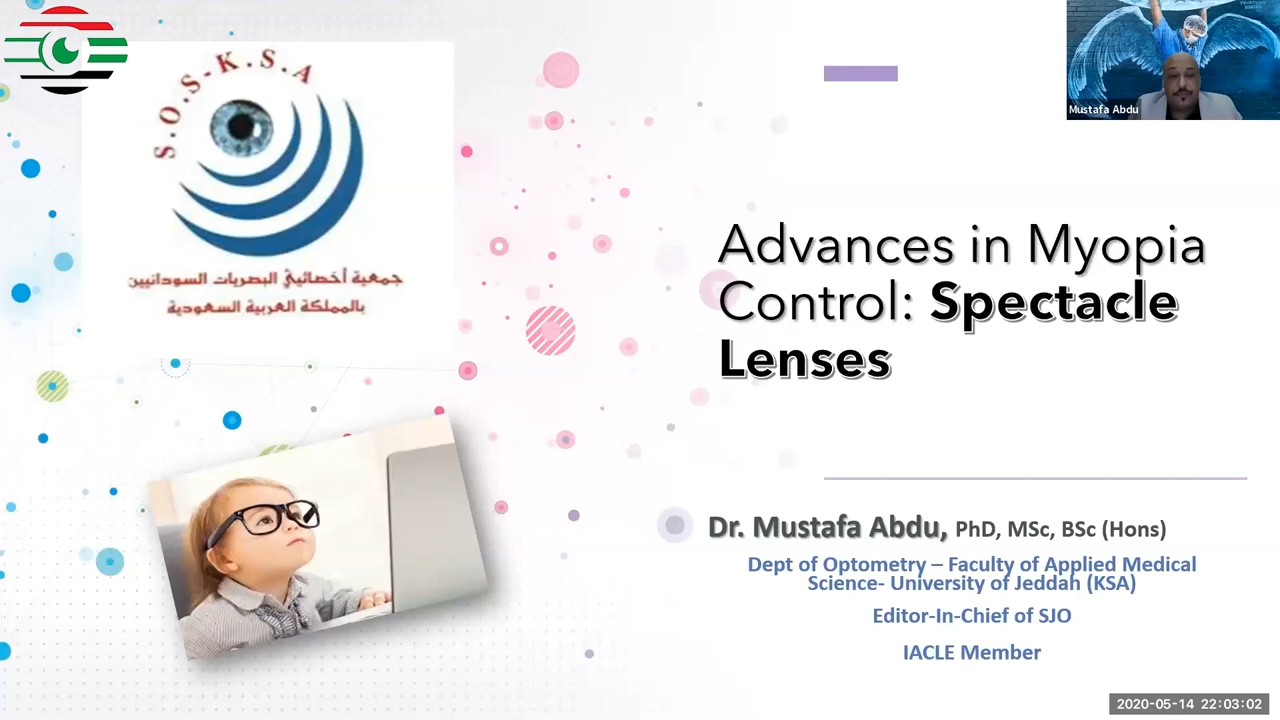 S.O.S-K.S.A
جمعية أخصائيي البصريات السودانيين
بالمملكة العربية السعودية
Mustafa Abdu
Advances in Myopia
Control: Spectacle
Lenses
Dr. Mustafa Abdu, PhD, MSc, BSc (Hons)
Dept of Optometry – Faculty of Applied Medical
Science- University of Jeddah (KSA)
Editor-In-Chief of SJO
IACLE Member
2020-05-14 22:03:02